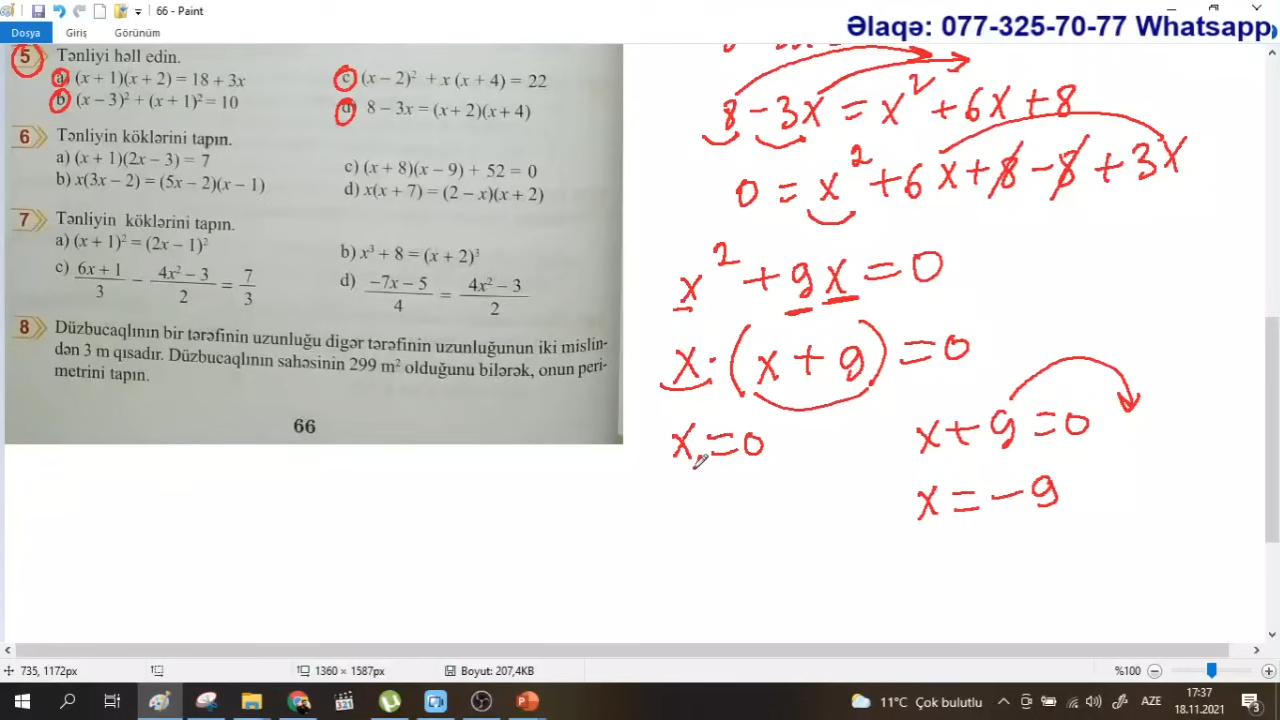 66 - Paint
Əlaqə: 077-325-70-77 Whatsapp
Dosya Giriş Görünüm
5 Tənliyi həll edin.
a) (x + 1)(x + 2) = 18 + 3x
c) (x − 2)² + x (x + 4) = 22
b) (x − 3)² + (x + 1)² = 10
d) 8 − 3x = (x + 2)(x + 4)
6 Tənliyin köklərini tapın.
a) (x + 1)(2x − 3) = 7
c) (x + 8)(x − 9) + 52 = 0
b) x(3x − 2) = (5x − 2)(x − 1)
d) x(x + 7) = (2 − x)(x + 2)
7 Tənliyin köklərini tapın.
a) (x + 1)² = (2x − 1)²
b) x³ + 8 = (x + 2)³
c) (6x + 1)/3 − (4x² − 3)/2 = 7/3
d) (−7x − 5)/4 = (4x² − 3)/2
8 Düzbucaqlının bir tərəfinin uzunluğu digər tərəfinin uzunluğunun iki mislin-
dən 3 m qısadır. Düzbucaqlının sahəsinin 299 m² olduğunu bilərək, onun peri-
metrini tapın.
66
8 − 3x = x² + 6x + 8
0 = x² + 6x + 8 − 8 + 3x
x² + 9x = 0
x · (x + 9) = 0
x = 0
x + 9 = 0
x = −9
735, 1172px
1360 × 1587px
Boyut: 207,4KB
%100
11°C Çok bulutlu
AZE
17:37
18.11.2021
3